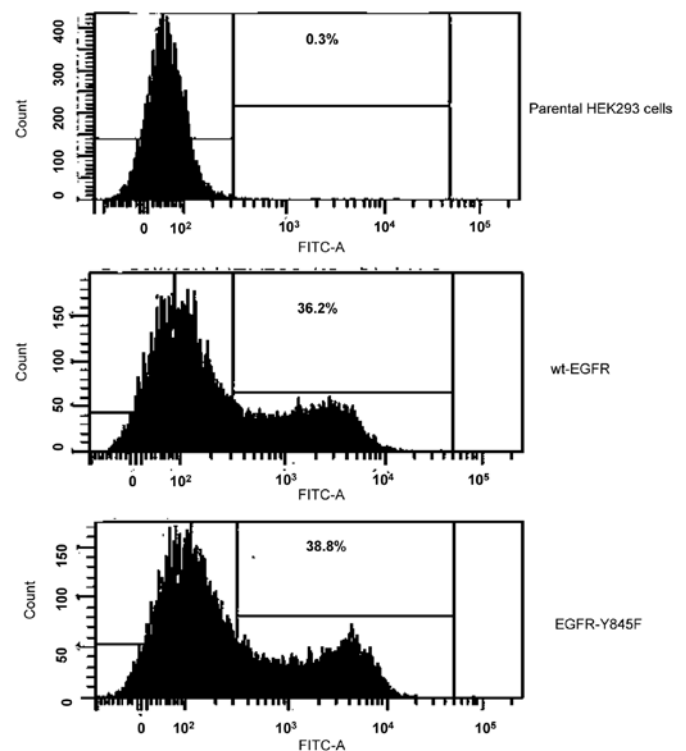 400
300
200
100
0
Count
0.3%
Parental HEK293 cells
0 10² 10³ 10⁴ 10⁵
FITC-A
150
100
50
0
Count
36.2%
wt-EGFR
0 10² 10³ 10⁴ 10⁵
FITC-A
150
100
50
0
Count
38.8%
EGFR-Y845F
0 10² 10³ 10⁴ 10⁵
FITC-A